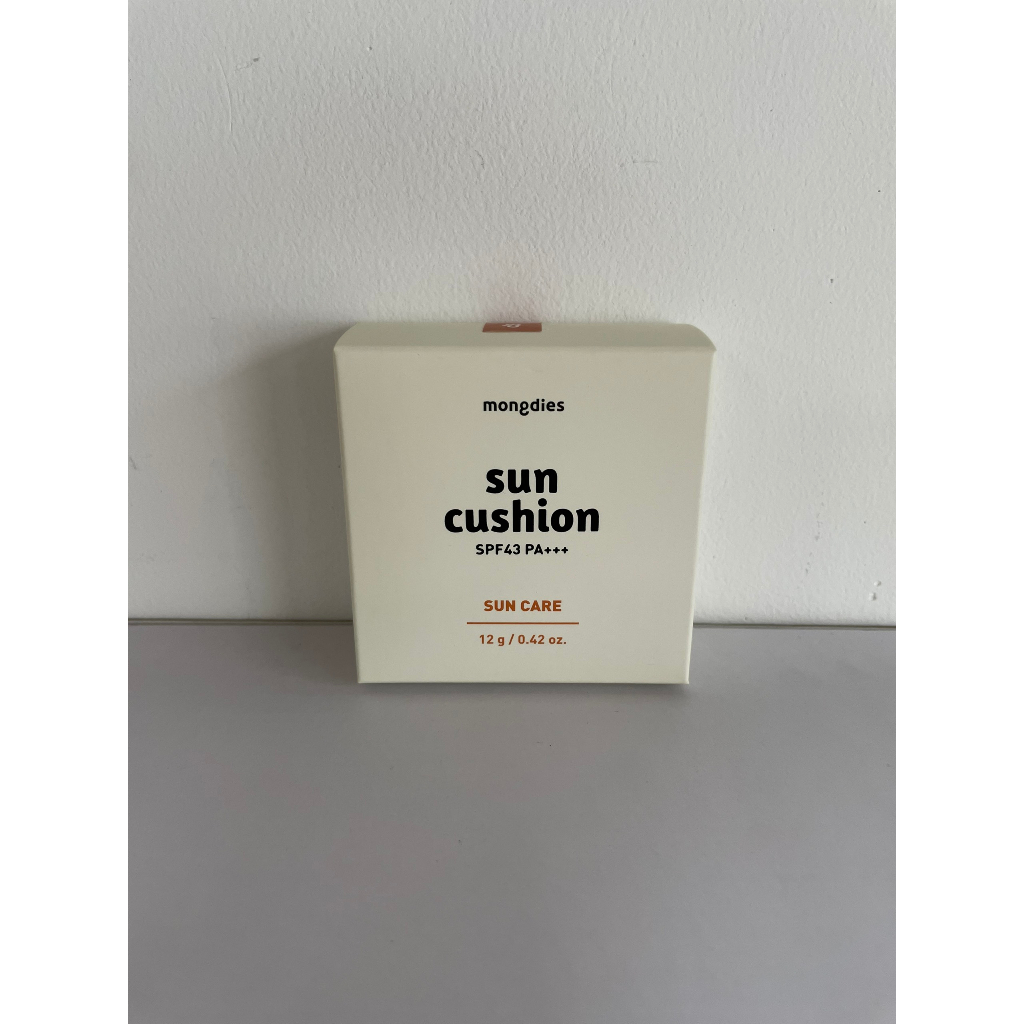 mongdies
sun
cushion
SPF43 PA+++
SUN CARE
12 g / 0.42 oz.